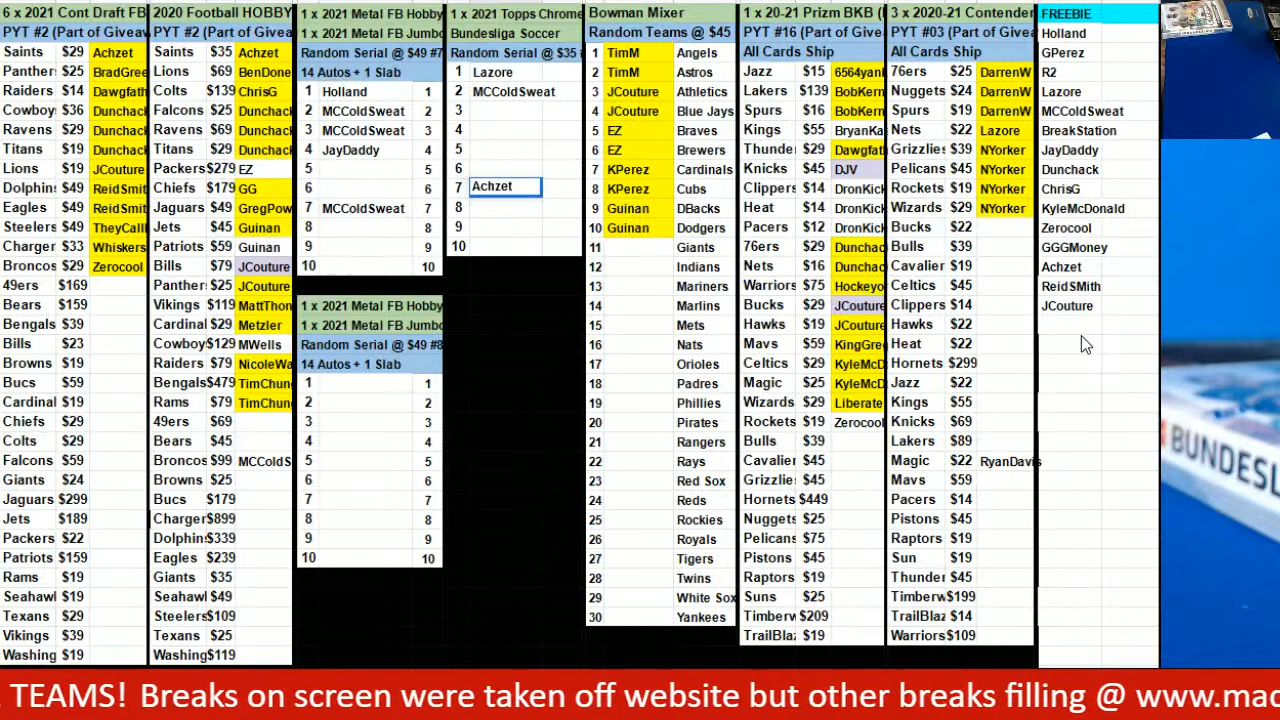 6 x 2021 Cont Draft FB
PYT #2 (Part of Giveaw
Saints $29 Achzet
Panther: $25 BradGree
Raiders $14 Dawgfath
Cowboy $36 Dunchack
Ravens $29 Dunchack
Titans $19 Dunchack
Lions $19 JCouture
Dolphin: $49 ReidSmit
Eagles $49 ReidSmit
Steelers $49 TheyCallI
Charger $33 Whiskers
Broncos $29 Zerocool
49ers $169
Bears $159
Bengals $39
Bills $23
Browns $19
Bucs $59
Cardinal $19
Chiefs $29
Colts $29
Falcons $59
Giants $24
Jaguars $299
Jets $189
Packers $22
Patriots $159
Rams $19
Seahawl $19
Texans $29
Vikings $39
Washing $19
2020 Football HOBBY
PYT #2 (Part of Giveaw
Saints $35 Achzet
Lions $69 BenDone
Colts $139 ChrisG
Falcons $25 Dunchack
Ravens $69 Dunchack
Titans $29 Dunchack
Packers $279 EZ
Chiefs $179 GG
Jaguars $49 GregPow
Jets $45 Guinan
Patriots $59 Guinan
Bills $79 JCouture
Panther: $25 JCouture
Vikings $119 MattThon
Cardinal $29 Metzler
Cowboy $129 MWells
Raiders $79 NicoleWa
Bengals $479 TimChung
Rams $79 TimChung
49ers $69
Bears $45
Broncos $99 MCColdS
Browns $25
Bucs $179
Charger $899
Dolphin: $339
Eagles $239
Giants $35
Seahawl $49
Steelers $109
Texans $25
Washing $119
1 x 2021 Metal FB Hobby
1 x 2021 Metal FB Jumbo
Random Serial @ $49 #7
14 Autos + 1 Slab
1 Holland 1
2 MCColdSweat 2
3 MCColdSweat 3
4 JayDaddy 4
5 5
6 6
7 MCColdSweat 7
8 8
9 9
10 10
1 x 2021 Metal FB Hobby
1 x 2021 Metal FB Jumbo
Random Serial @ $49 #8
14 Autos + 1 Slab
1 1
2 2
3 3
4 4
5 5
6 6
7 7
8 8
9 9
10 10
1 x 2021 Topps Chrome
Bundesliga Soccer
Random Serial @ $35 #
1 Lazore
2 MCColdSweat
3
4
5
6
7 Achzet
8
9
10
Bowman Mixer
Random Teams @ $45
1 TimM Angels
2 TimM Astros
3 JCouture Athletics
4 JCouture Blue Jays
5 EZ Braves
6 EZ Brewers
7 KPerez Cardinals
8 KPerez Cubs
9 Guinan DBacks
10 Guinan Dodgers
11 Giants
12 Indians
13 Mariners
14 Marlins
15 Mets
16 Nats
17 Orioles
18 Padres
19 Phillies
20 Pirates
21 Rangers
22 Rays
23 Red Sox
24 Reds
25 Rockies
26 Royals
27 Tigers
28 Twins
29 White Sox
30 Yankees
1 x 20-21 Prizm BKB (
PYT #16 (Part of Givea
All Cards Ship
Jazz $15 6564yanl
Lakers $139 BobKern
Spurs $16 BobKern
Kings $55 BryanKa
Thunder $29 Dawgfath
Knicks $45 DJV
Clippers $14 DronKick
Heat $14 DronKick
Pacers $12 DronKick
76ers $29 Dunchac
Nets $16 Dunchac
Warriors $75 Hockeyo
Bucks $29 JCouture
Hawks $19 JCouture
Mavs $59 KingGre
Celtics $29 KyleMcD
Magic $25 KyleMcD
Wizards $29 Liberate
Rockets $19 Zerocool
Bulls $39
Cavalier $45
Grizzlie $45
Hornets $449
Nuggets $25
Pelicans $75
Pistons $45
Raptors $19
Suns $25
Timberw $209
TrailBlaz $19
3 x 2020-21 Contender
PYT #03 (Part of Givea
All Cards Ship
76ers $25 DarrenW
Nuggets $24 DarrenW
Spurs $19 DarrenW
Nets $22 Lazore
Grizzlie: $39 NYorker
Pelicans $45 NYorker
Rockets $19 NYorker
Wizards $29 NYorker
Bucks $22
Bulls $39
Cavalier $19
Celtics $45
Clippers $14
Hawks $22
Heat $22
Hornets $299
Jazz $22
Kings $55
Knicks $69
Lakers $89
Magic $22 RyanDavis
Mavs $59
Pacers $14
Pistons $45
Raptors $19
Sun $19
Thunder $45
Timberw $199
TrailBlaz $14
Warriors $109
FREEBIE
Holland
GPerez
R2
Lazore
MCColdSweat
BreakStation
JayDaddy
Dunchack
ChrisG
KyleMcDonald
Zerocool
GGGMoney
Achzet
ReidSMith
JCouture
BUNDESL
TEAMS! Breaks on screen were taken off website but other breaks filling @ www.mac